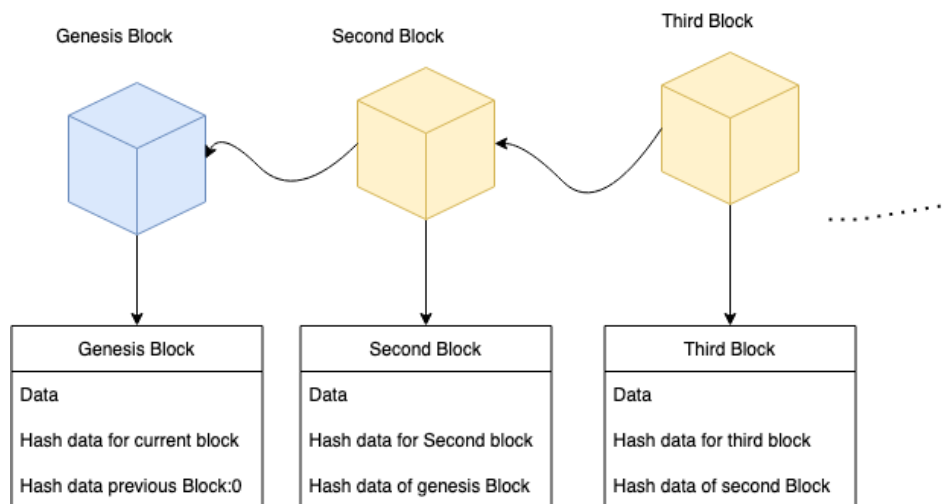 Genesis Block
Second Block
Third Block
Genesis Block
Data
Hash data for current block
Hash data previous Block:0
Second Block
Data
Hash data for Second block
Hash data of genesis Block
Third Block
Data
Hash data for third block
Hash data of second Block